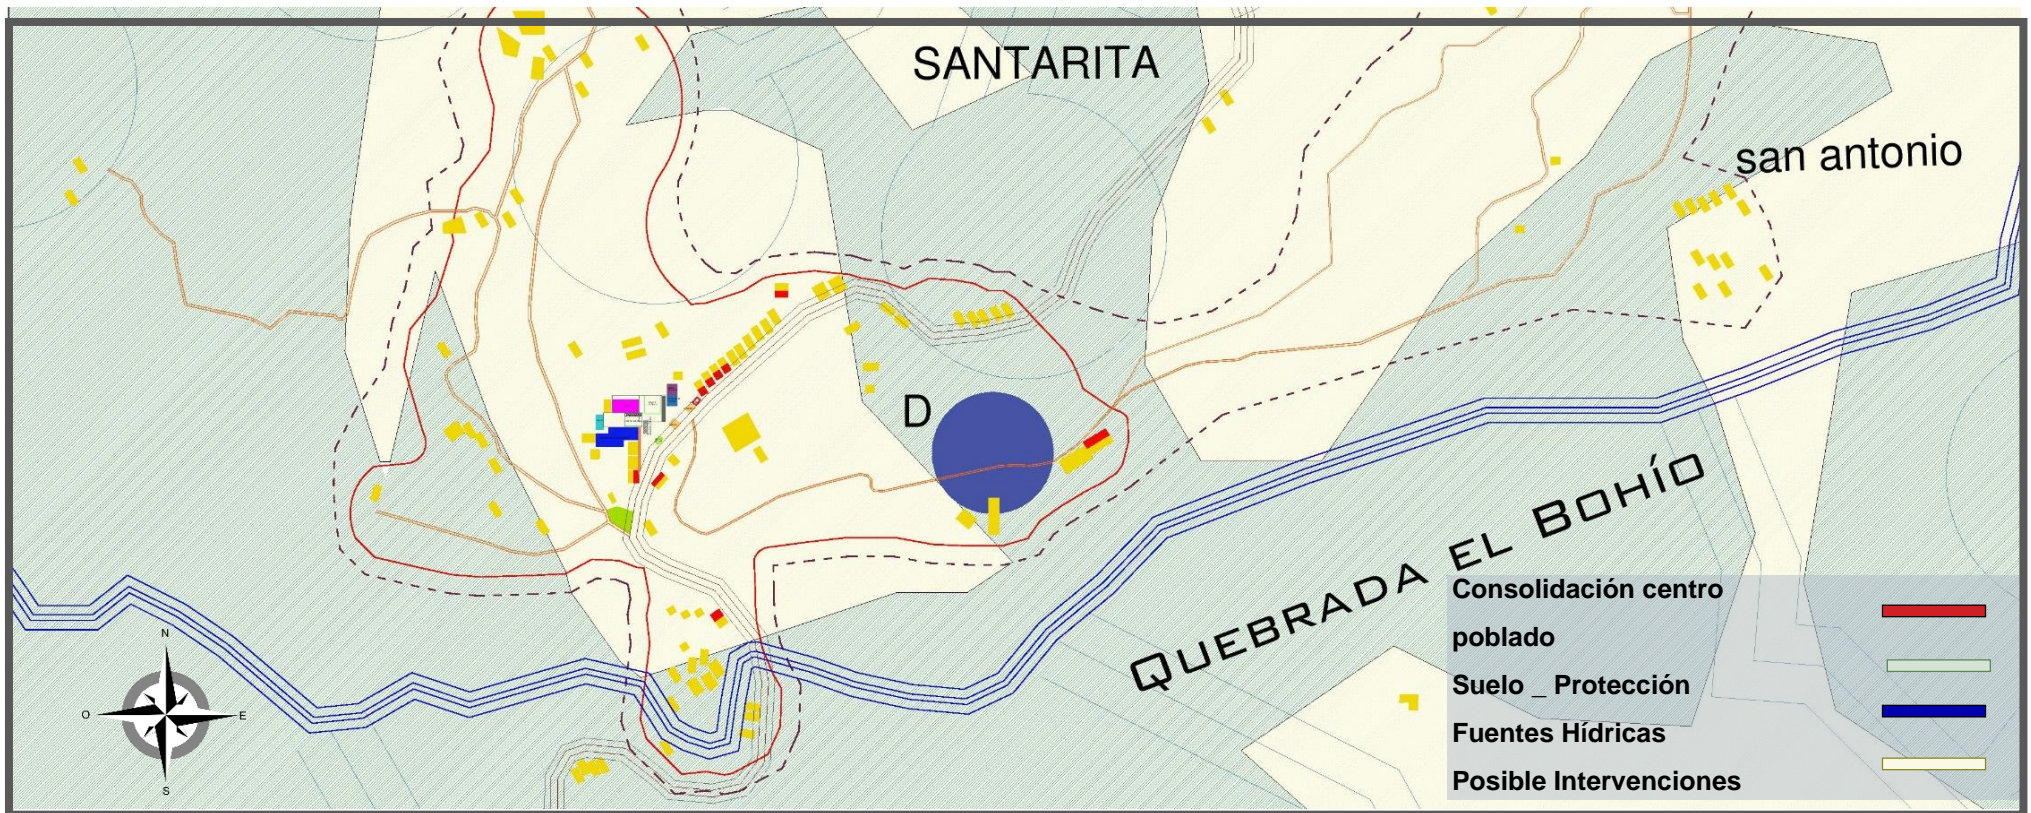 SANTARITA
san antonio
D
QUEBRADA EL BOHÍO
Consolidación centro
poblado
Suelo _ Protección
Fuentes Hídricas
Posible Intervenciones
N
O
E
S